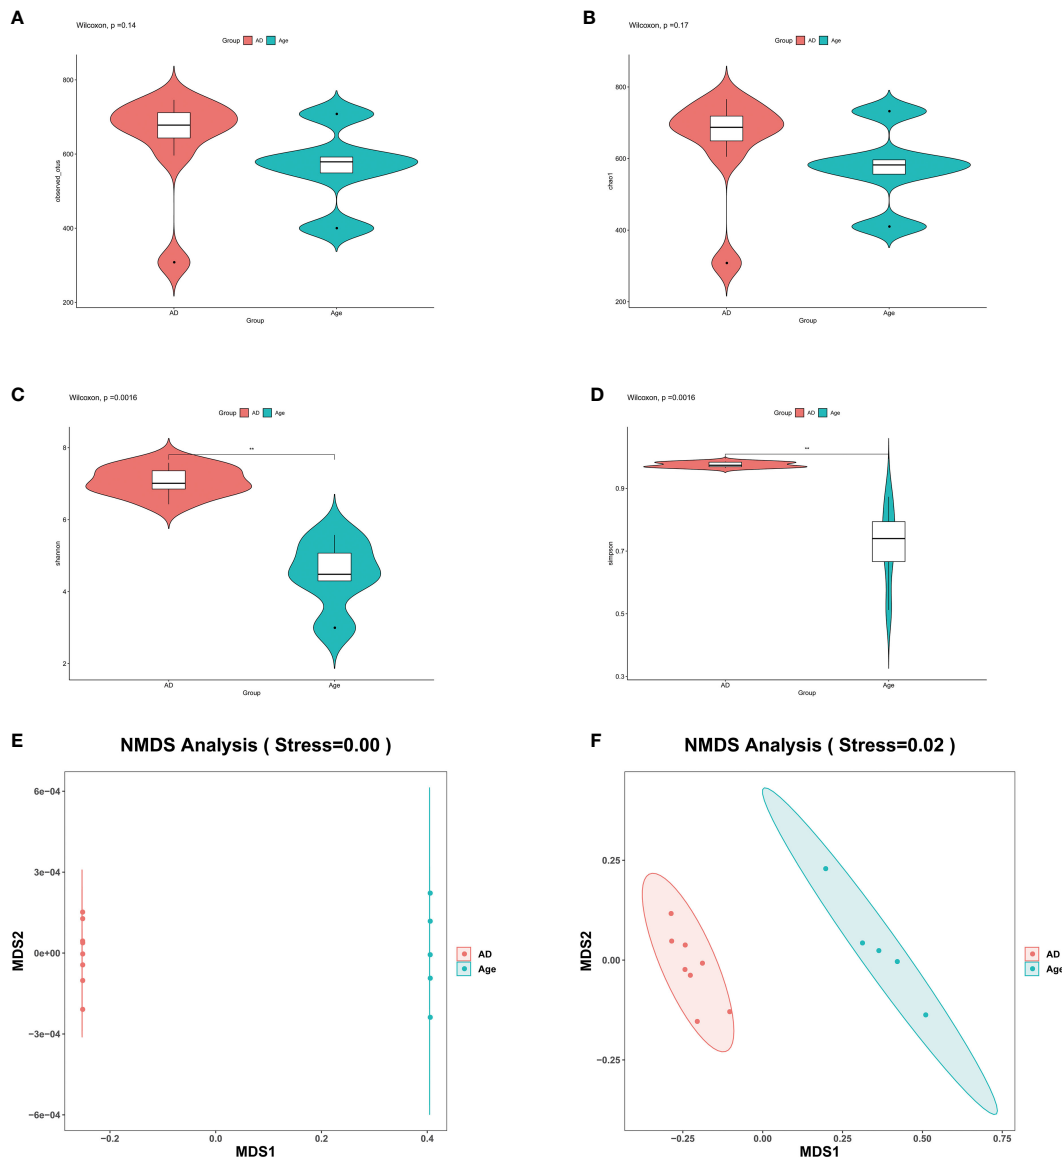 A
Wilcoxon, p =0.14
Group AD Age
observed_otus
800
600
400
200
AD Age
Group
B
Wilcoxon, p =0.17
Group AD Age
chao1
800
600
400
200
AD Age
Group
C
Wilcoxon, p =0.0016
Group AD Age
**
shannon
8
6
4
2
AD Age
Group
D
Wilcoxon, p =0.0016
Group AD Age
**
simpson
0.9
0.7
0.5
0.3
AD Age
Group
E
NMDS Analysis ( Stress=0.00 )
MDS2
6e−04
3e−04
0e+00
−3e−04
−6e−04
−0.2 0.0 0.2 0.4
MDS1
AD
Age
F
NMDS Analysis ( Stress=0.02 )
MDS2
0.25
0.00
−0.25
−0.25 0.00 0.25 0.50 0.75
MDS1
AD
Age